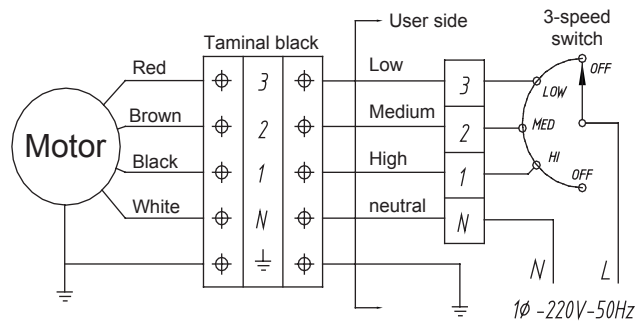 User side
3-speed
switch
Taminal black
Red
3
Low
3
OFF
LOW
Brown
2
Medium
2
MED
Motor
Black
1
High
1
HI
OFF
White
N
neutral
N
N
L
1ϕ -220V-50Hz